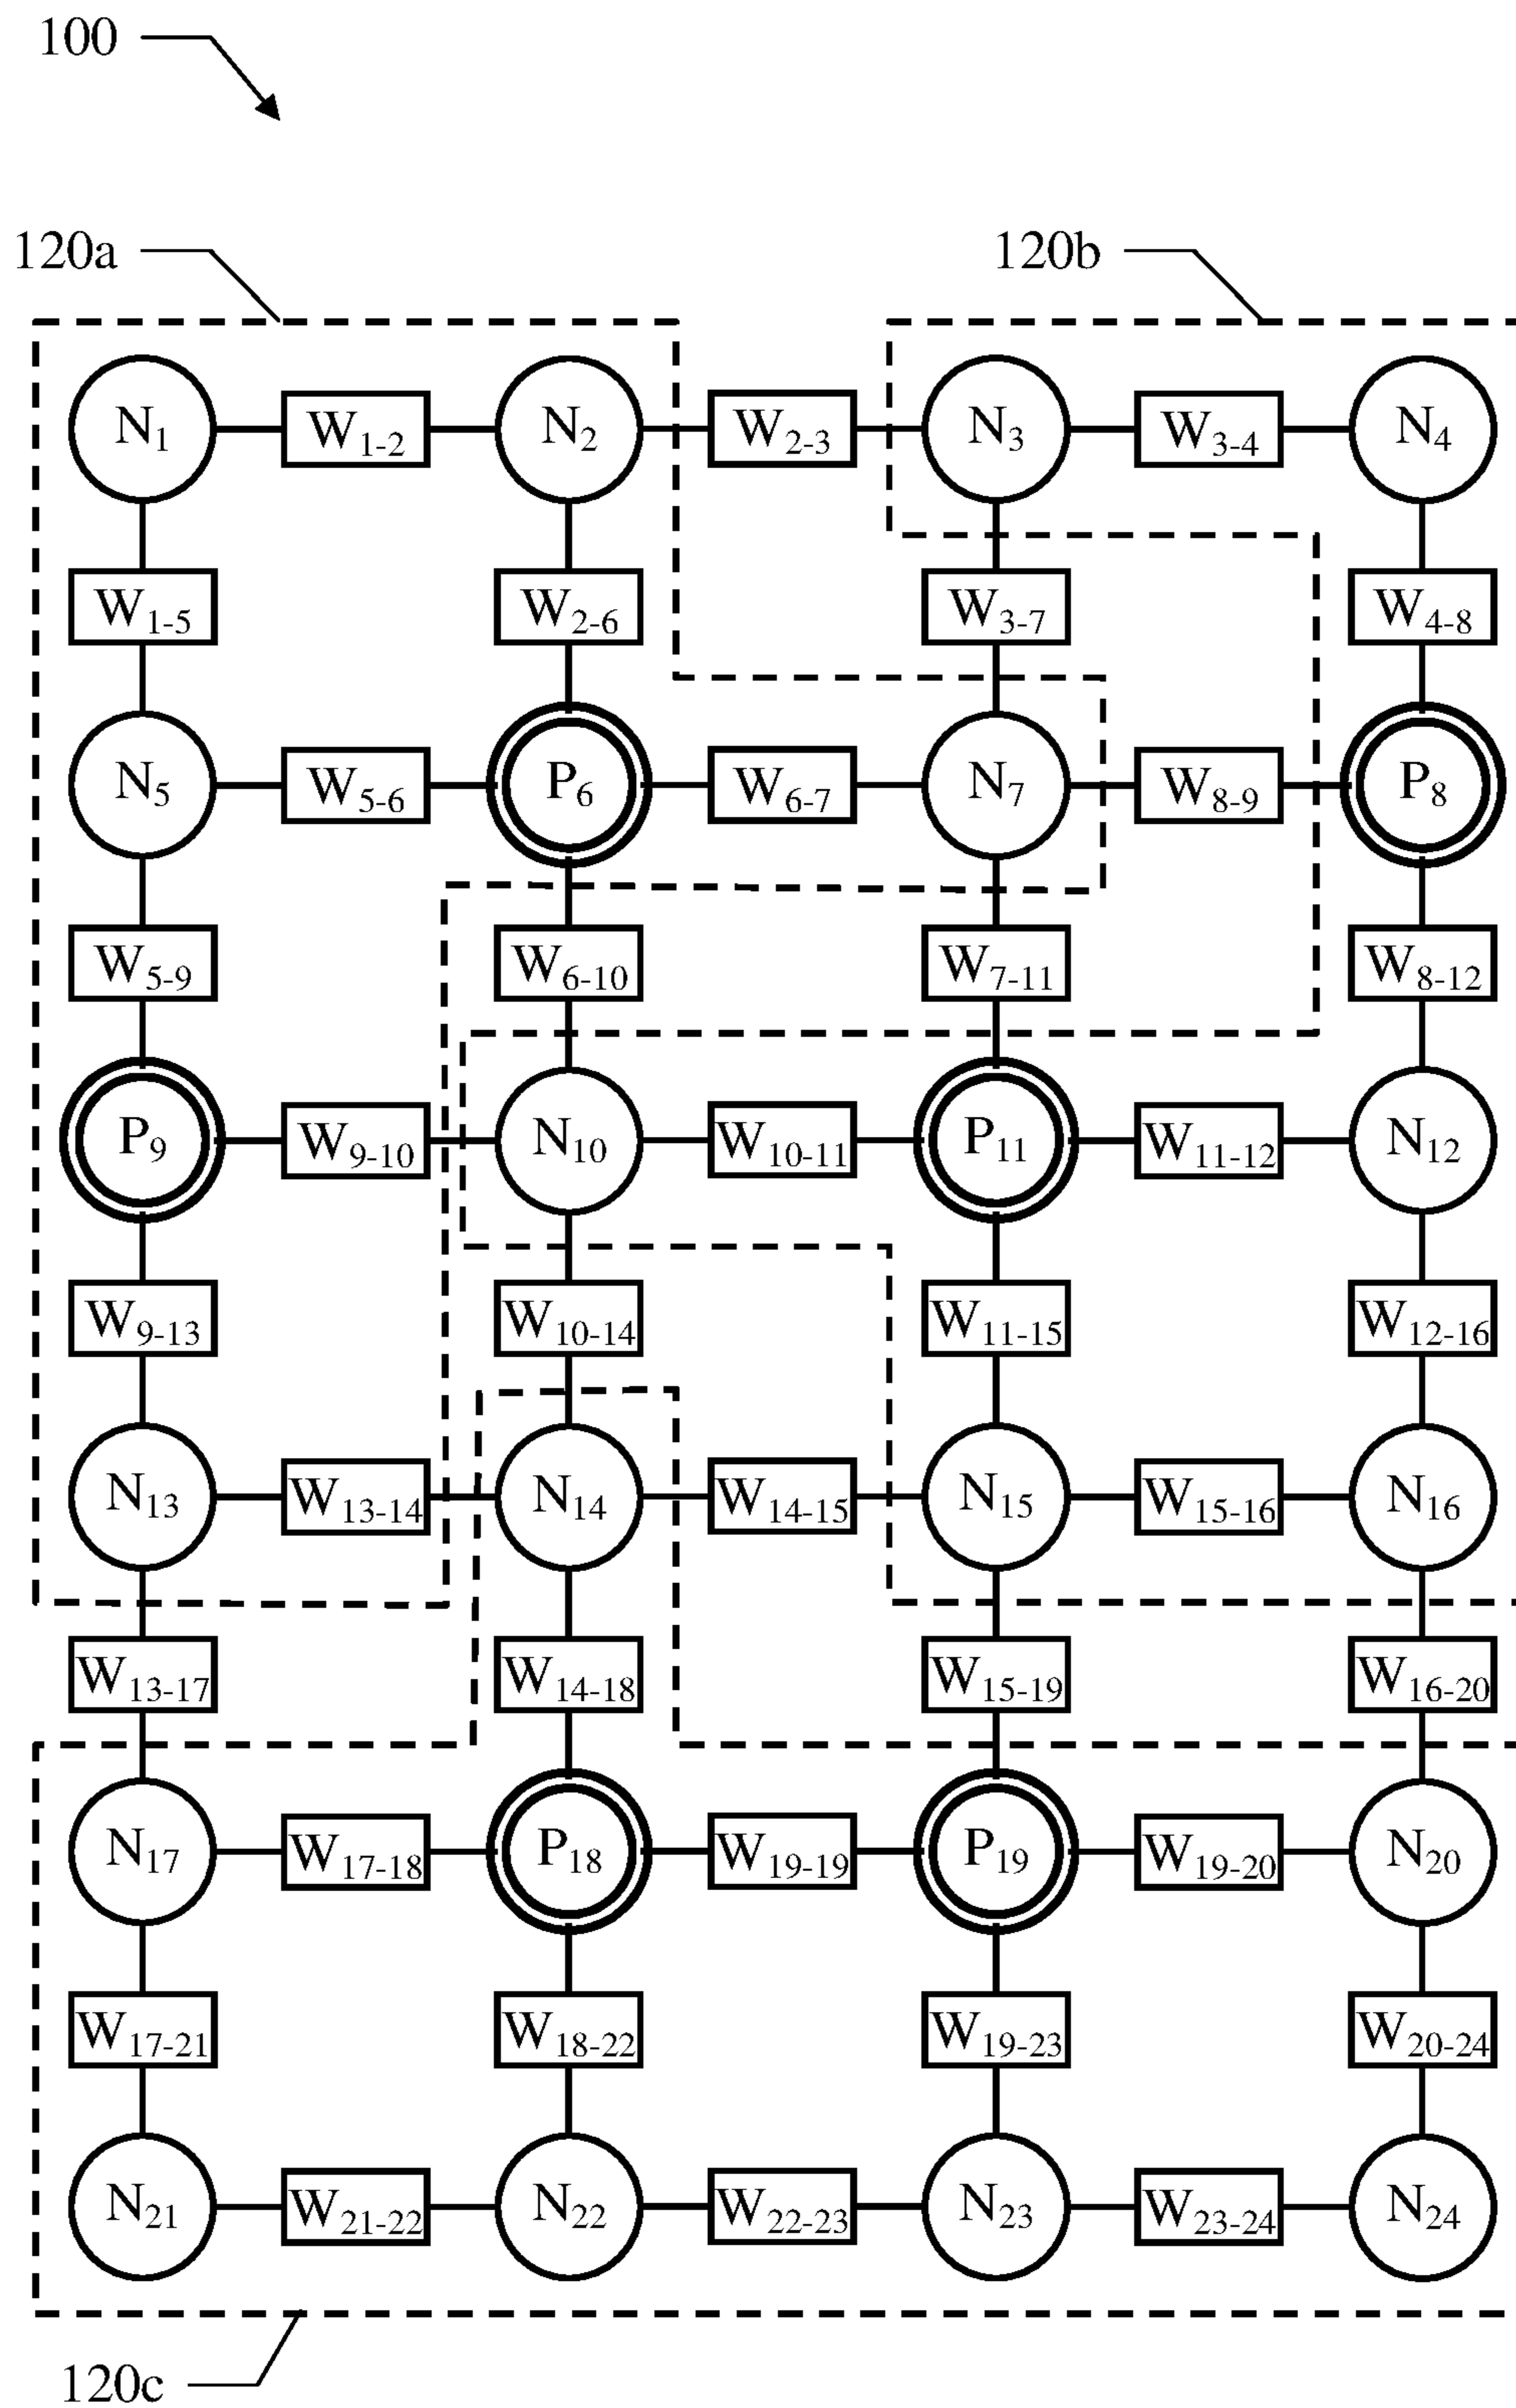 100
120a 120b
N1 W1-2 N2 W2-3 N3 W3-4 N4
W1-5 W2-6 W3-7 W4-8
N5 W5-6 P6 W6-7 N7 W8-9 P8
W5-9 W6-10 W7-11 W8-12
P9 W9-10 N10 W10-11 P11 W11-12 N12
W9-13 W10-14 W11-15 W12-16
N13 W13-14 N14 W14-15 N15 W15-16 N16
W13-17 W14-18 W15-19 W16-20
N17 W17-18 P18 W19-19 P19 W19-20 N20
W17-21 W18-22 W19-23 W20-24
N21 W21-22 N22 W22-23 N23 W23-24 N24
120c